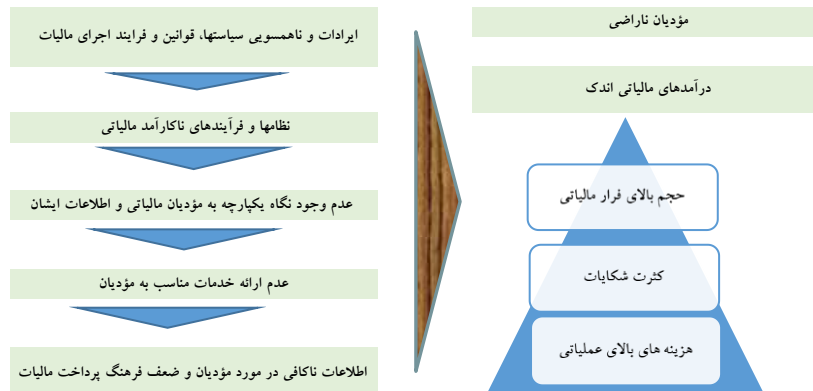 ایرادات و ناهمسویی سیاستها، قوانین و فرایند اجرای مالیات
نظامها و فرآیندهای ناکارآمد مالیاتی
عدم وجود نگاه یکپارچه به مؤدیان مالیاتی و اطلاعات ایشان
عدم ارائه خدمات مناسب به مؤدیان
اطلاعات ناکافی در مورد مؤدیان و ضعف فرهنگ پرداخت مالیات
مؤدیان ناراضی
درآمدهای مالیاتی اندک
حجم بالای فرار مالیاتی
کثرت شکایات
هزینه های بالای عملیاتی